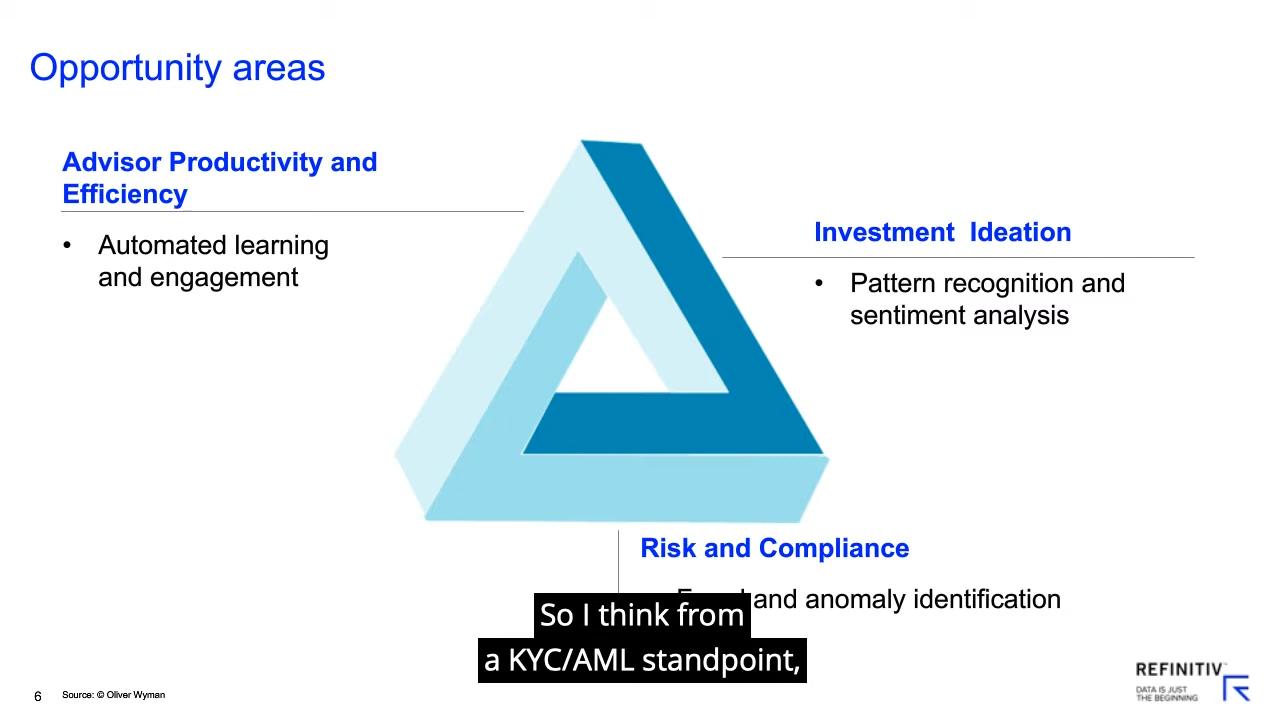 Opportunity areas
Advisor Productivity and
Efficiency
• Automated learning
and engagement
Investment Ideation
• Pattern recognition and
sentiment analysis
Risk and Compliance
and anomaly identification
So I think from
a KYC/AML standpoint,
REFINITIV
DATA IS JUST
THE BEGINNING
6
Source: © Oliver Wyman